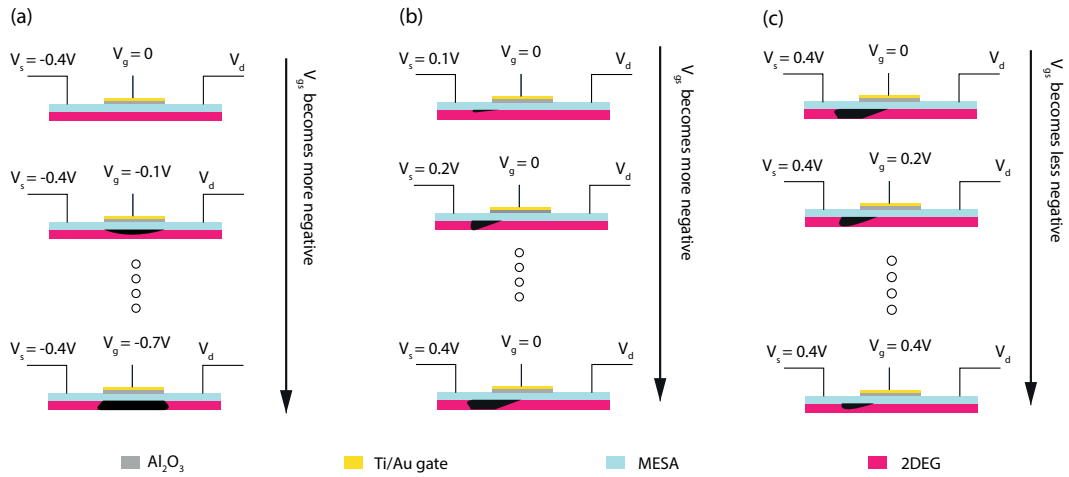 (a)
V_s = -0.4V
V_g = 0
V_d
V_s = -0.4V
V_g = -0.1V
V_d
V_s = -0.4V
V_g = -0.7V
V_d
V_gs becomes more negative
(b)
V_s = 0.1V
V_g = 0
V_d
V_s = 0.2V
V_g = 0
V_d
V_s = 0.4V
V_g = 0
V_d
V_gs becomes more negative
(c)
V_s = 0.4V
V_g = 0
V_d
V_s = 0.4V
V_g = 0.2V
V_d
V_s = 0.4V
V_g = 0.4V
V_d
V_gs becomes less negative
Al₂O₃
Ti/Au gate
MESA
2DEG